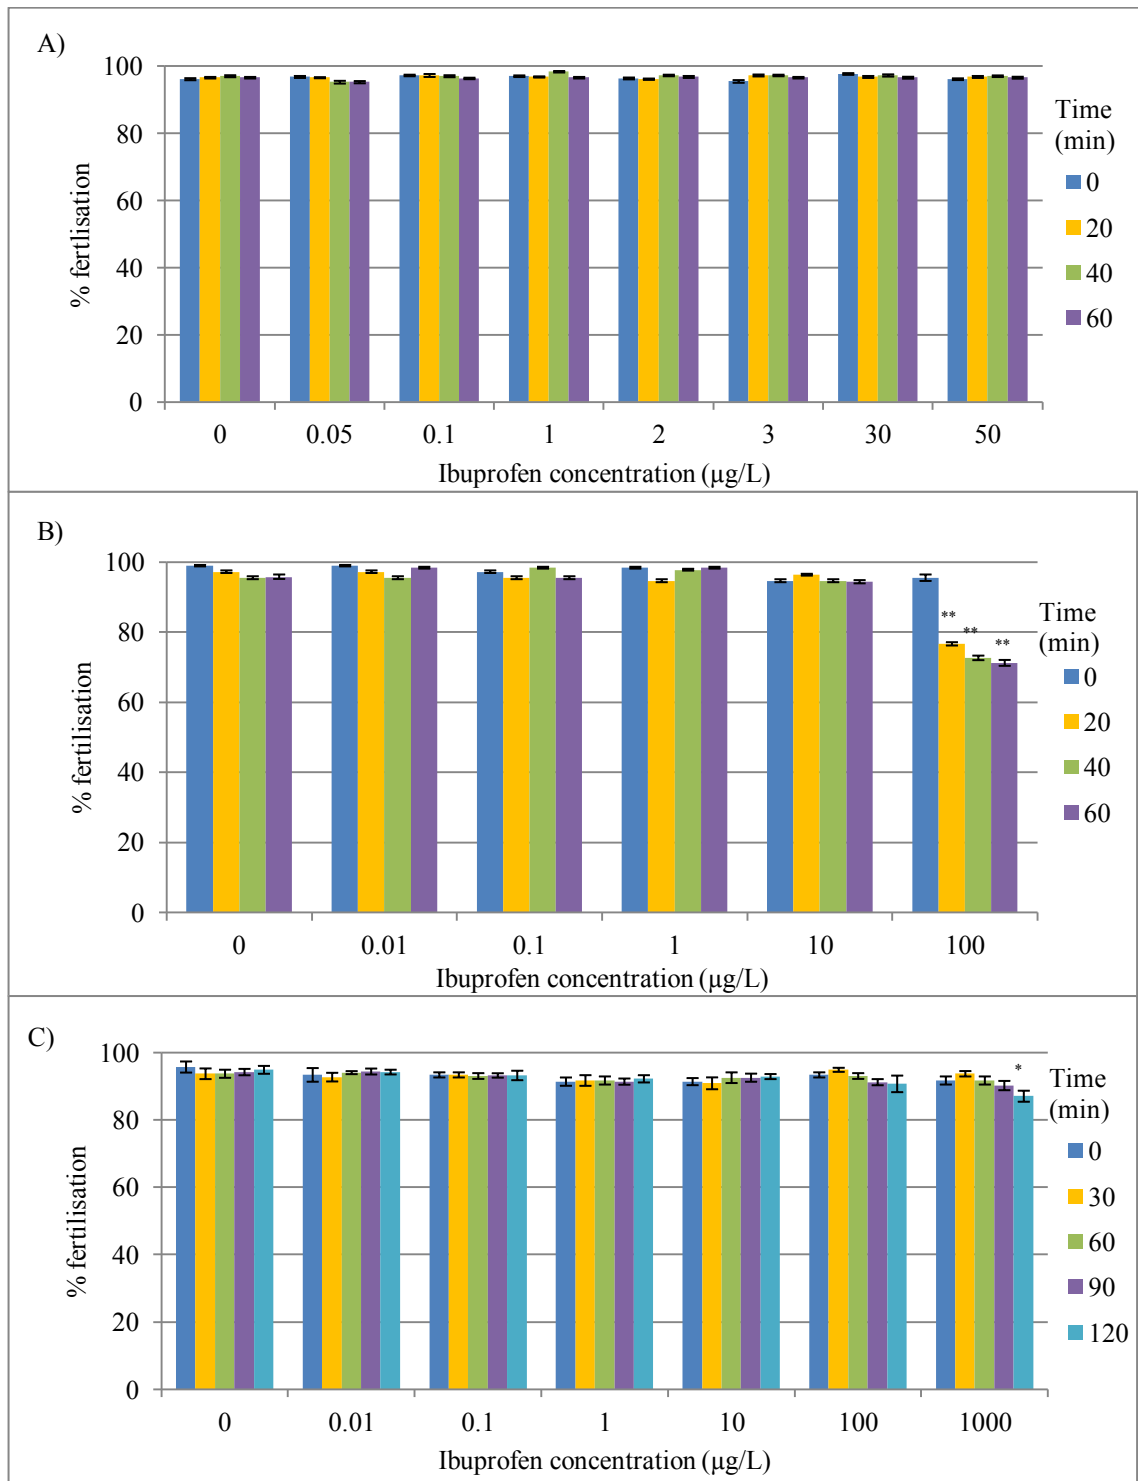 A)
100
80
60
40
20
0
% fertlisation
0 0.05 0.1 1 2 3 30 50
Ibuprofen concentration (µg/L)
Time
(min)
0
20
40
60
B)
100
80
60
40
20
0
% fertilisation
** ** **
0 0.01 0.1 1 10 100
Ibuprofen concentration (µg/L)
Time
(min)
0
20
40
60
C)
100
80
60
40
20
0
% fertilisation
*
0 0.01 0.1 1 10 100 1000
Ibuprofen concentration (µg/L)
Time
(min)
0
30
60
90
120